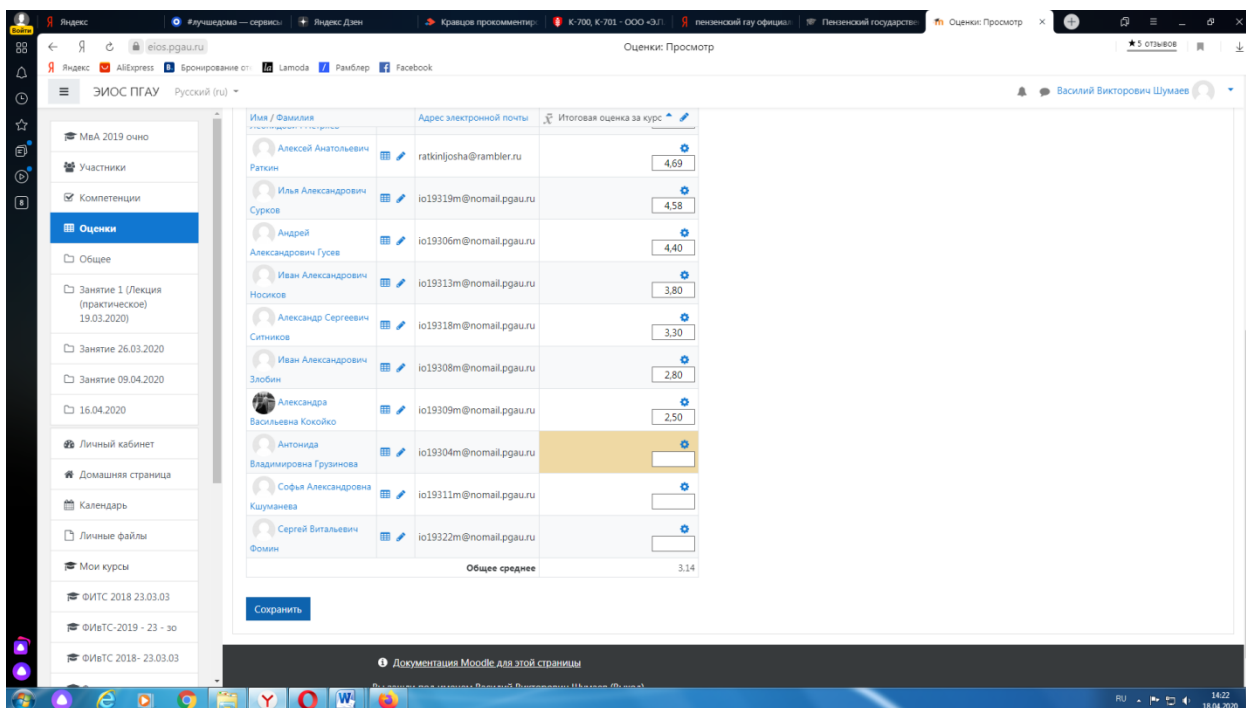 Войти
Яндекс
#лучшедома — сервисы
Яндекс Дзен
Кравцов прокомментиро
К-700, К-701 - ООО «Э.Л.
пензенский гау официал
Пензенский государстве
Оценки: Просмотр
eios.pgau.ru
Оценки: Просмотр
★5 отзывов
Яндекс
AliExpress
Бронирование от
Lamoda
Рамблер
Facebook
ЭИОС ПГАУ Русский (ru)
Василий Викторович Шумаев
МвА 2019 очно
Участники
Компетенции
Оценки
Общее
Занятие 1 (Лекция
(практическое)
19.03.2020)
Занятие 26.03.2020
Занятие 09.04.2020
16.04.2020
Личный кабинет
Домашняя страница
Календарь
Личные файлы
Мои курсы
ФИТС 2018 23.03.03
ФИвТС-2019 - 23 - зо
ФИвТС 2018- 23.03.03
Имя / Фамилия Адрес электронной почты Итоговая оценка за курс
Алексей Анатольевич
Раткин ratkinljosha@rambler.ru 4,69
Илья Александрович
Сурков io19319m@nomail.pgau.ru 4,58
Андрей
Александрович Гусев io19306m@nomail.pgau.ru 4,40
Иван Александрович
Носиков io19313m@nomail.pgau.ru 3,80
Александр Сергеевич
Ситников io19318m@nomail.pgau.ru 3,30
Иван Александрович
Злобин io19308m@nomail.pgau.ru 2,80
Александра
Васильевна Кокойко io19309m@nomail.pgau.ru 2,50
Антонида
Владимировна Грузинова io19304m@nomail.pgau.ru
Софья Александровна
Кшуманева io19311m@nomail.pgau.ru
Сергей Витальевич
Фомин io19322m@nomail.pgau.ru
Общее среднее 3,14
Сохранить
Документация Moodle для этой страницы
RU
14:22
18.04.2020